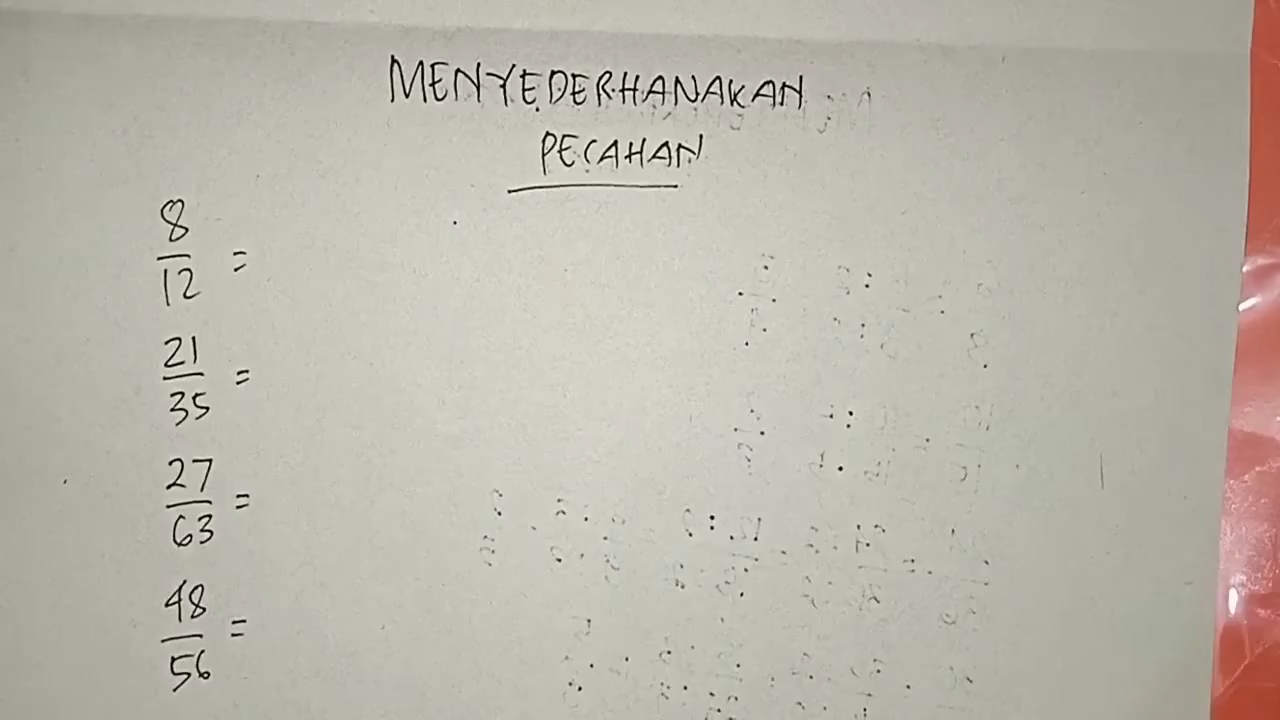 MENYEDERHANAKAN
PECAHAN
8/12 =
21/35 =
27/63 =
48/56 =